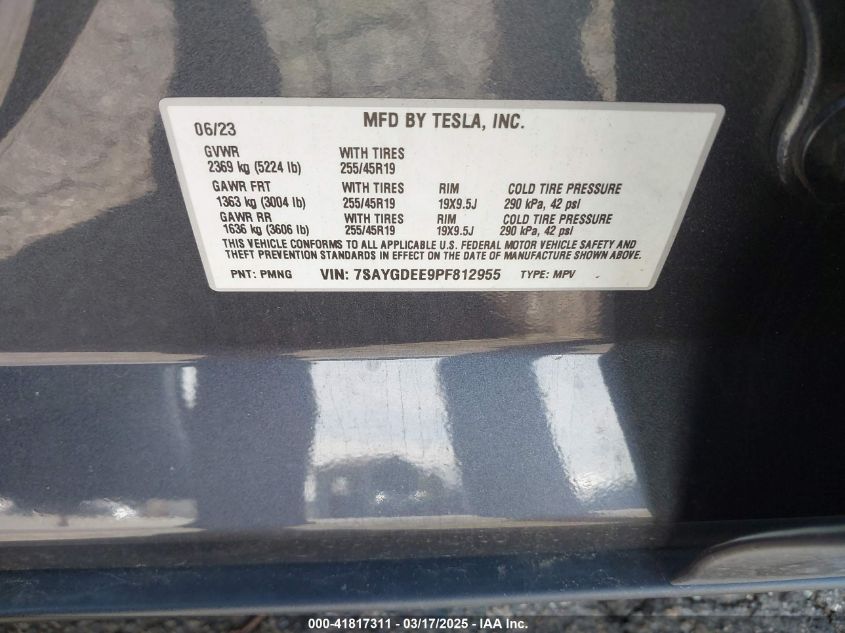 06/23 MFD BY TESLA, INC.
GVWR WITH TIRES
2369 kg (5224 lb) 255/45R19
GAWR FRT WITH TIRES RIM COLD TIRE PRESSURE
1363 kg (3004 lb) 255/45R19 19X9.5J 290 kPa, 42 psi
GAWR RR WITH TIRES RIM COLD TIRE PRESSURE
1636 kg (3606 lb) 255/45R19 19X9.5J 290 kPa, 42 psi
THIS VEHICLE CONFORMS TO ALL APPLICABLE U.S. FEDERAL MOTOR VEHICLE SAFETY AND
THEFT PREVENTION STANDARDS IN EFFECT ON THE DATE OF MANUFACTURE SHOWN ABOVE.
PNT: PMNG VIN: 7SAYGDEE9PF812955 TYPE: MPV
000-41817311 — 03/17/2025 — IAA Inc.